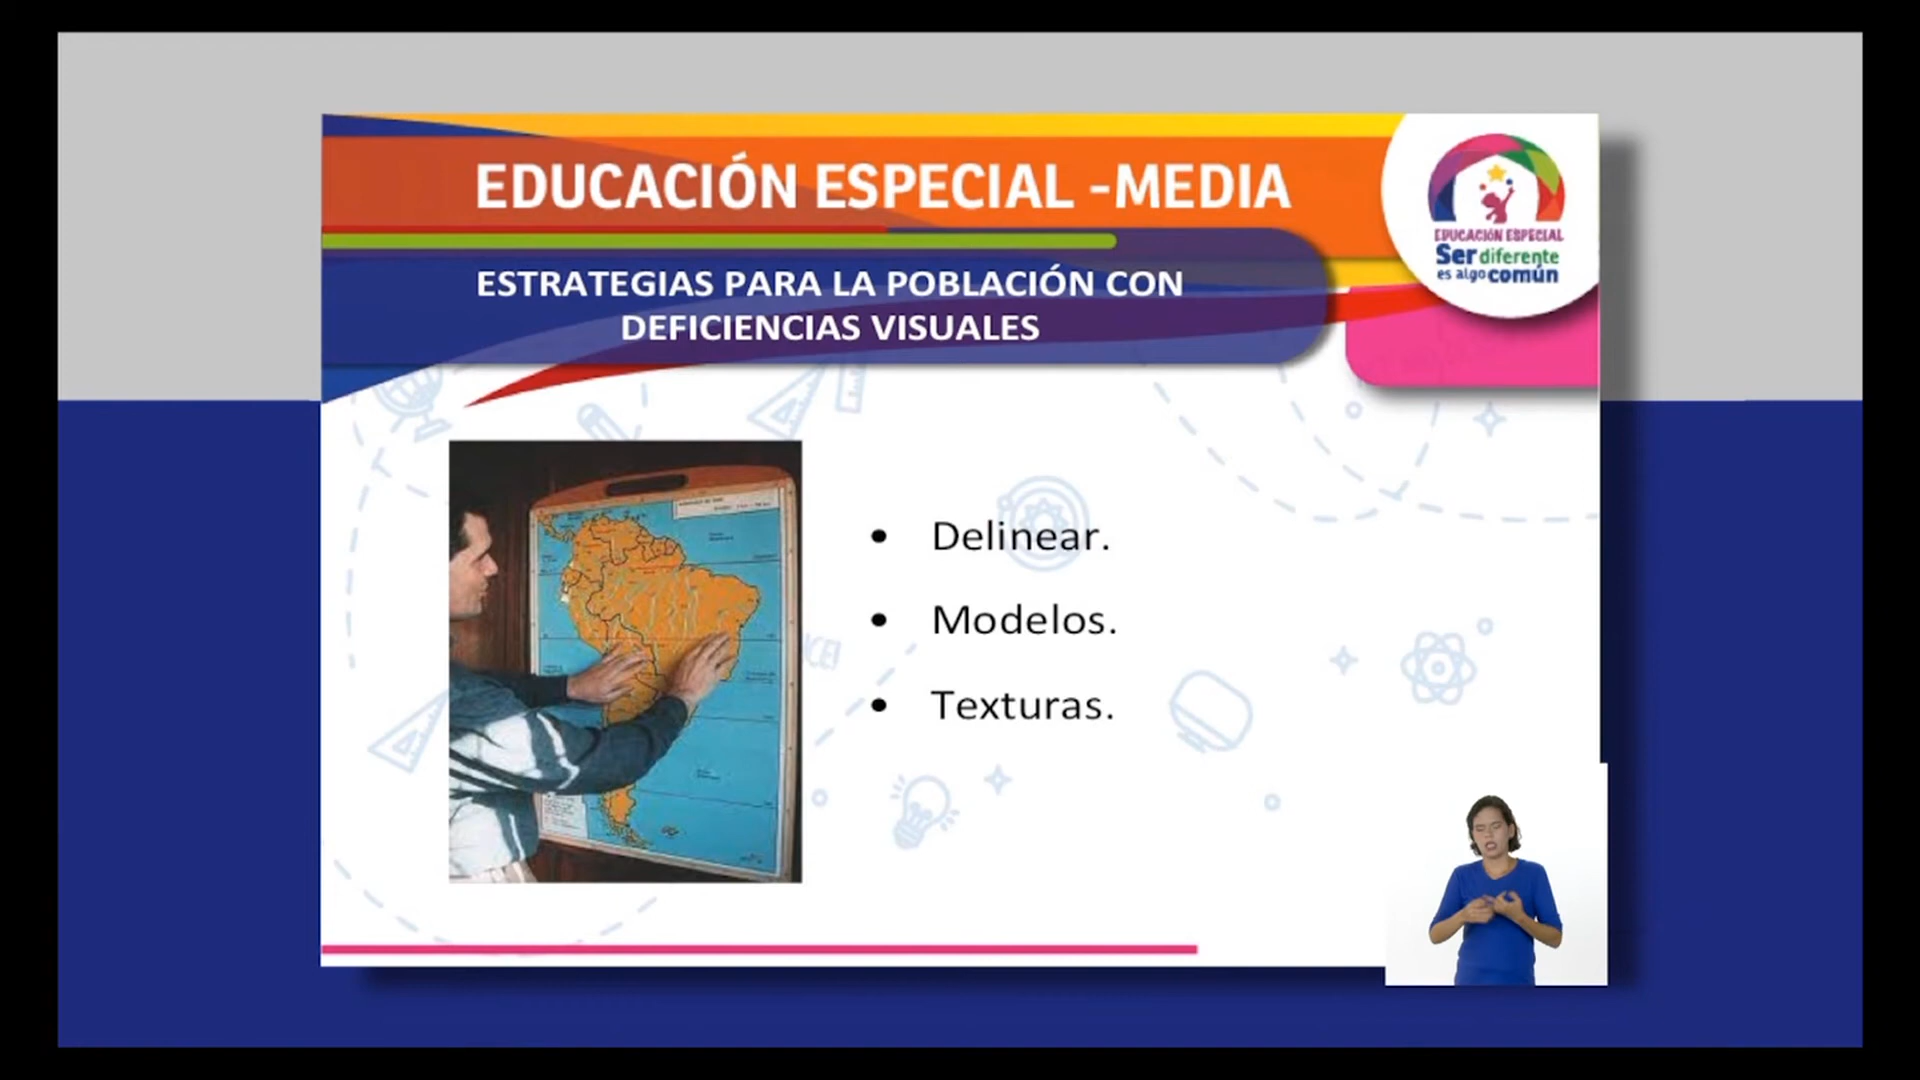 EDUCACIÓN ESPECIAL -MEDIA
EDUCACIÓN ESPECIAL
Ser diferente
es algo común
ESTRATEGIAS PARA LA POBLACIÓN CON
DEFICIENCIAS VISUALES
• Delinear.
• Modelos.
• Texturas.